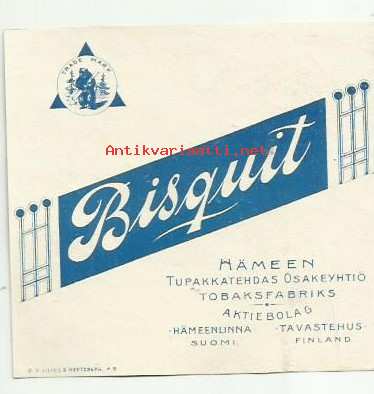 TRADE MARK
Antikvariaatti.net
Bisquit
HÄMEEN
TUPAKKATEHDAS OSAKEYHTIÖ
TOBAKSFABRIKS
AKTIEBOLAG
·HÄMEENLINNA ·TAVASTEHUS·
SUOMI. FINLAND.